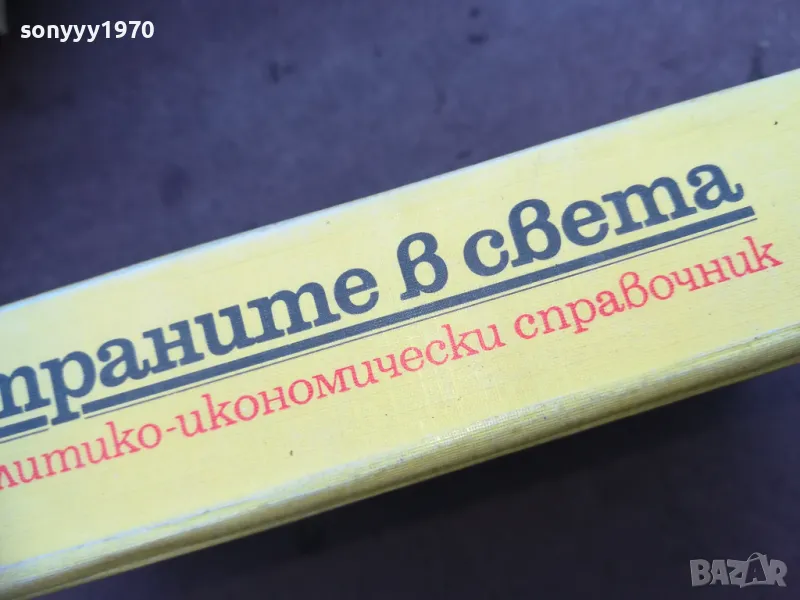 sonyyy1970
траните в света
литико-икономически справочник
BAZAR